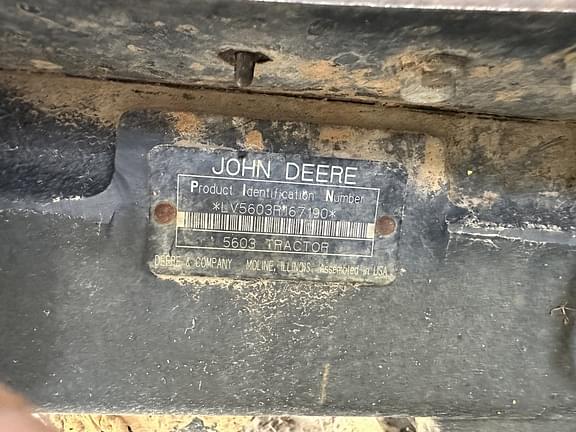 JOHN DEERE
Product Identification Number
*LV5603R167190*
5603 TRACTOR
DEERE & COMPANY MOLINE, ILLINOIS. Assembled in USA